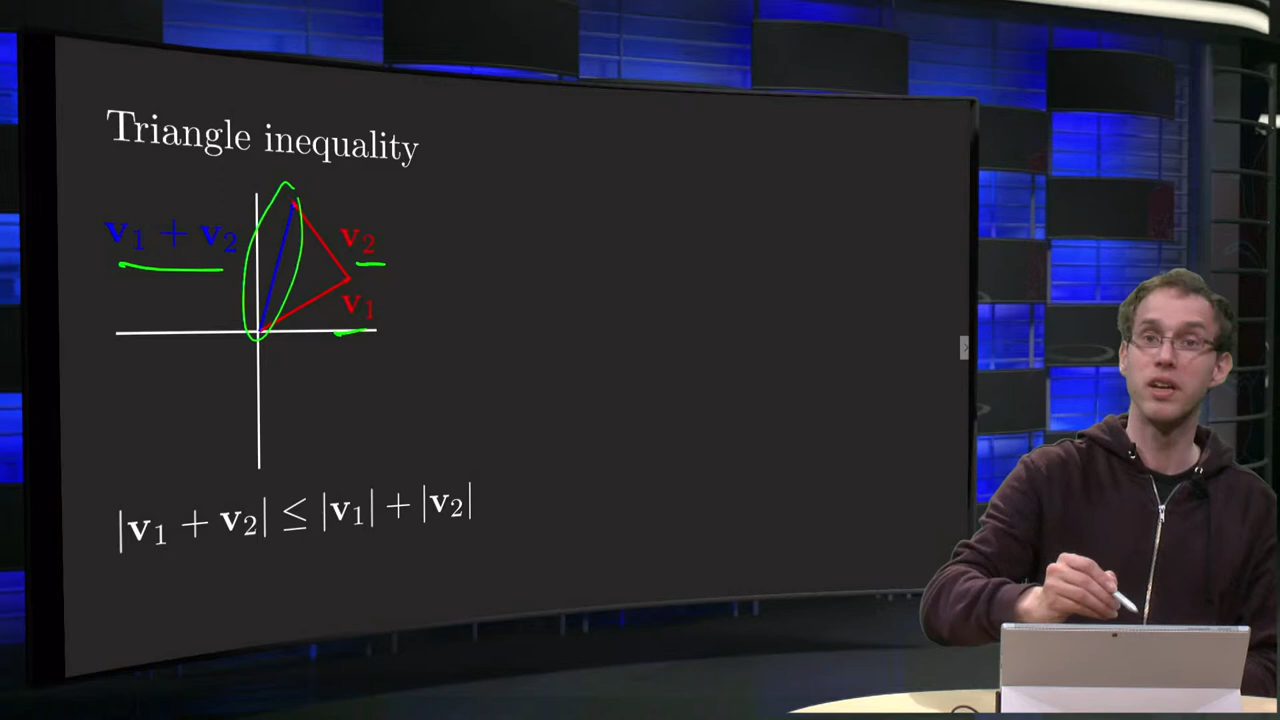 Triangle inequality
v₁ + v₂
v₂
v₁
|v₁ + v₂| ≤ |v₁| + |v₂|